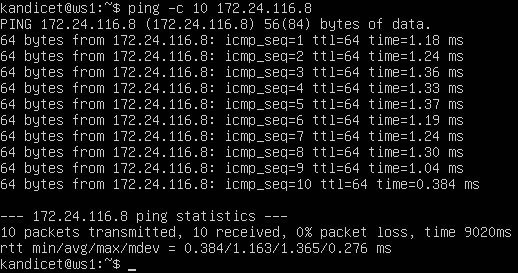 kandicet@ws1:~$ ping -c 10 172.24.116.8
PING 172.24.116.8 (172.24.116.8) 56(84) bytes of data.
64 bytes from 172.24.116.8: icmp_seq=1 ttl=64 time=1.18 ms
64 bytes from 172.24.116.8: icmp_seq=2 ttl=64 time=1.24 ms
64 bytes from 172.24.116.8: icmp_seq=3 ttl=64 time=1.36 ms
64 bytes from 172.24.116.8: icmp_seq=4 ttl=64 time=1.33 ms
64 bytes from 172.24.116.8: icmp_seq=5 ttl=64 time=1.37 ms
64 bytes from 172.24.116.8: icmp_seq=6 ttl=64 time=1.19 ms
64 bytes from 172.24.116.8: icmp_seq=7 ttl=64 time=1.24 ms
64 bytes from 172.24.116.8: icmp_seq=8 ttl=64 time=1.30 ms
64 bytes from 172.24.116.8: icmp_seq=9 ttl=64 time=1.04 ms
64 bytes from 172.24.116.8: icmp_seq=10 ttl=64 time=0.384 ms

--- 172.24.116.8 ping statistics ---
10 packets transmitted, 10 received, 0% packet loss, time 9020ms
rtt min/avg/max/mdev = 0.384/1.163/1.365/0.276 ms
kandicet@ws1:~$ _